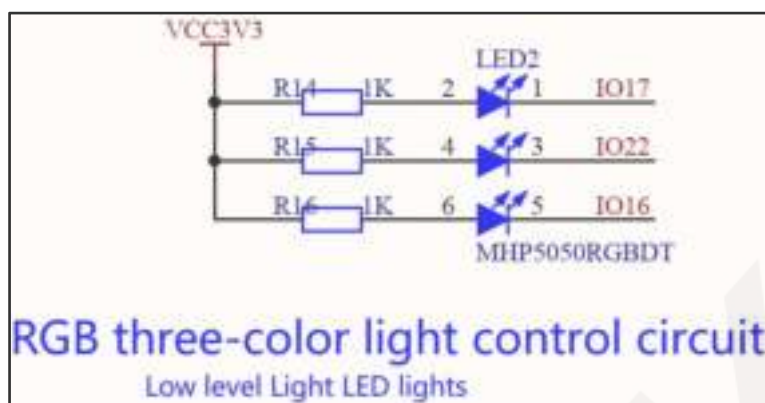 VCC3V3
LED2
R14 1K 2 1 IO17
R15 1K 4 3 IO22
R16 1K 6 5 IO16
MHP5050RGBDT
RGB three-color light control circuit
Low level Light LED lights